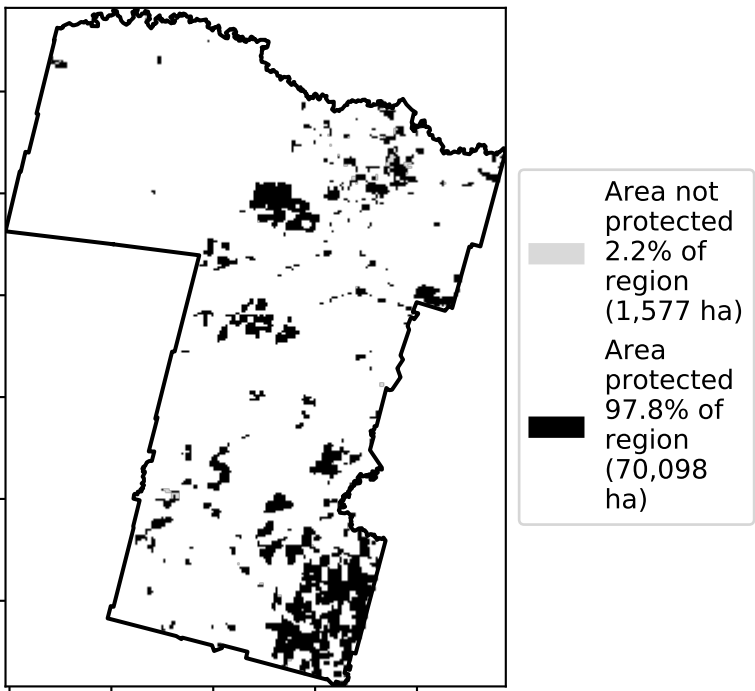 Area not
protected
2.2% of
region
(1,577 ha)
Area
protected
97.8% of
region
(70,098
ha)